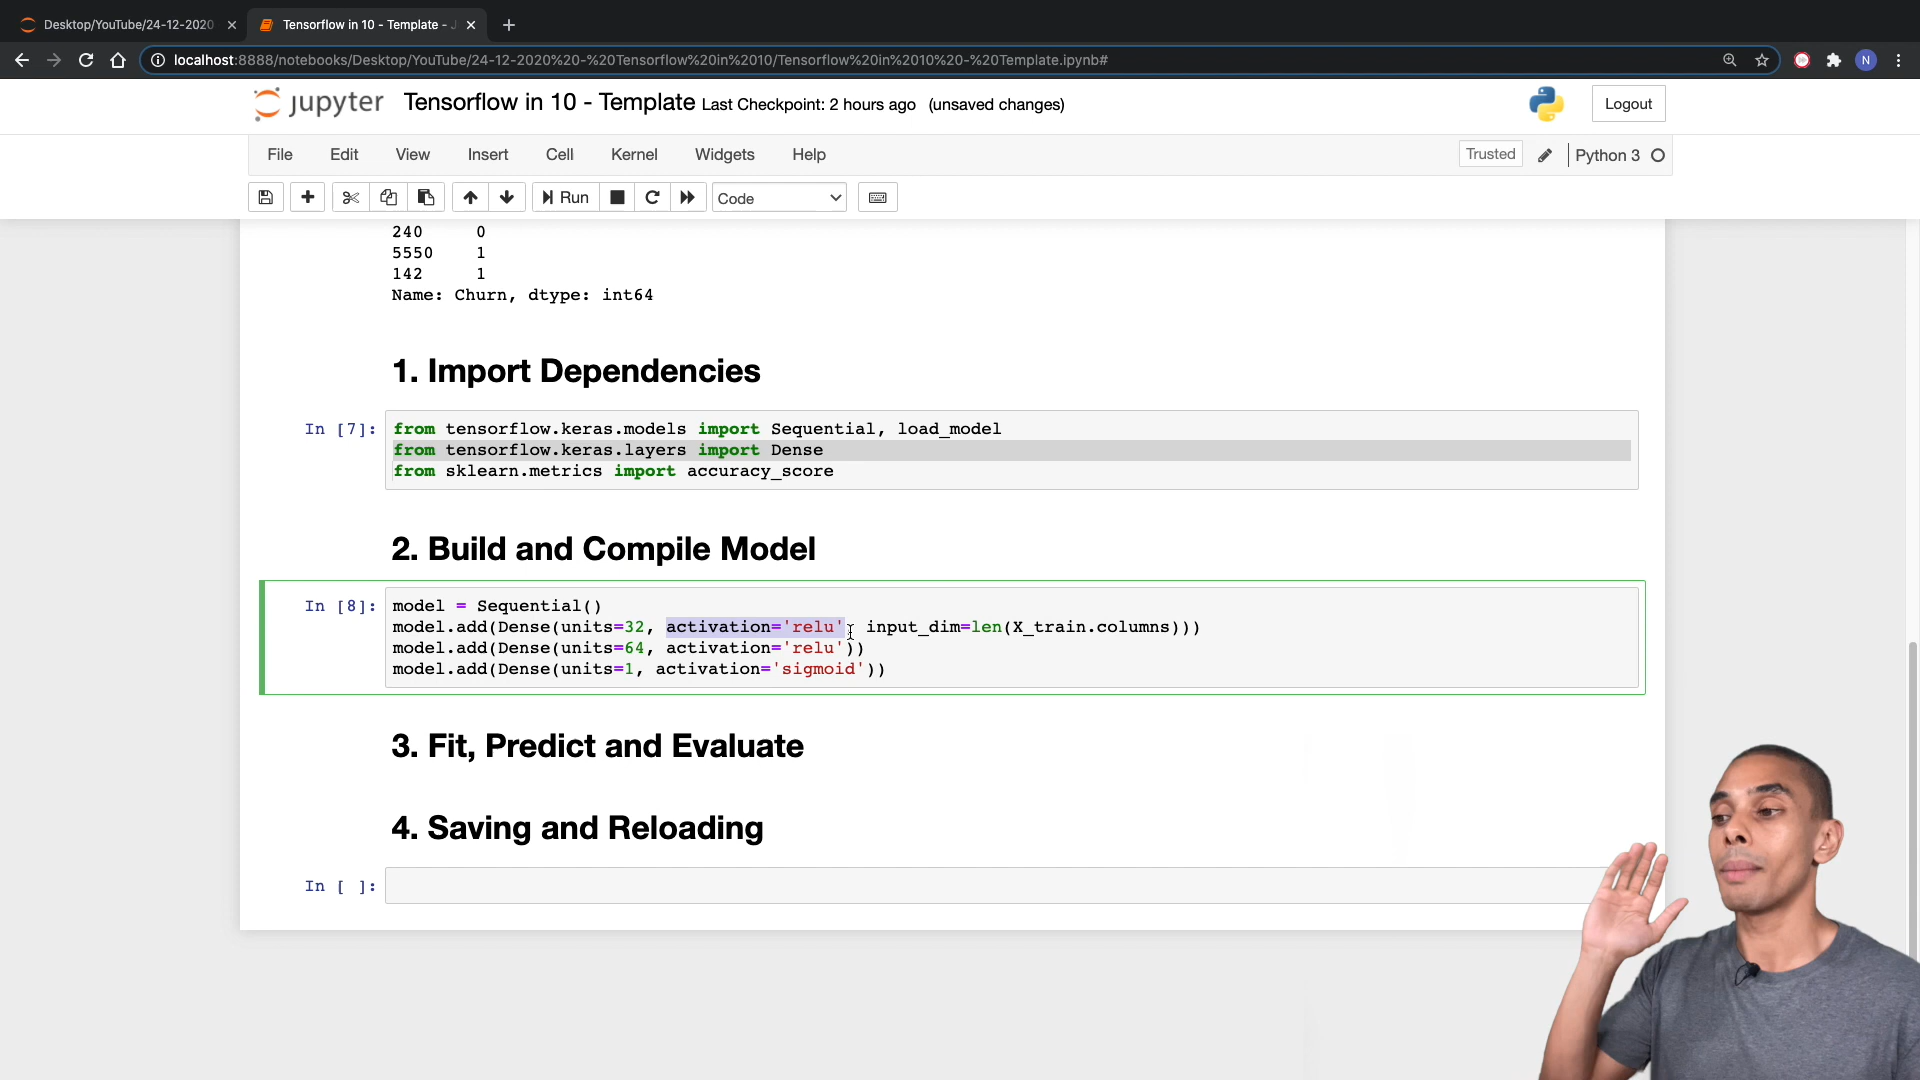 Desktop/YouTube/24-12-2020
Tensorflow in 10 - Template - J
localhost:8888/notebooks/Desktop/YouTube/24-12-2020%20-%20Tensorflow%20in%2010/Tensorflow%20in%2010%20-%20Template.ipynb#
N
jupyter Tensorflow in 10 - Template Last Checkpoint: 2 hours ago (unsaved changes)
Logout
File Edit View Insert Cell Kernel Widgets Help
Trusted
Python 3
Run
Code
240 0
5550 1
142 1
Name: Churn, dtype: int64
1. Import Dependencies
In [7]: from tensorflow.keras.models import Sequential, load_model
from tensorflow.keras.layers import Dense
from sklearn.metrics import accuracy_score
2. Build and Compile Model
In [8]: model = Sequential()
model.add(Dense(units=32, activation='relu', input_dim=len(X_train.columns)))
model.add(Dense(units=64, activation='relu'))
model.add(Dense(units=1, activation='sigmoid'))
3. Fit, Predict and Evaluate
4. Saving and Reloading
In [ ]: